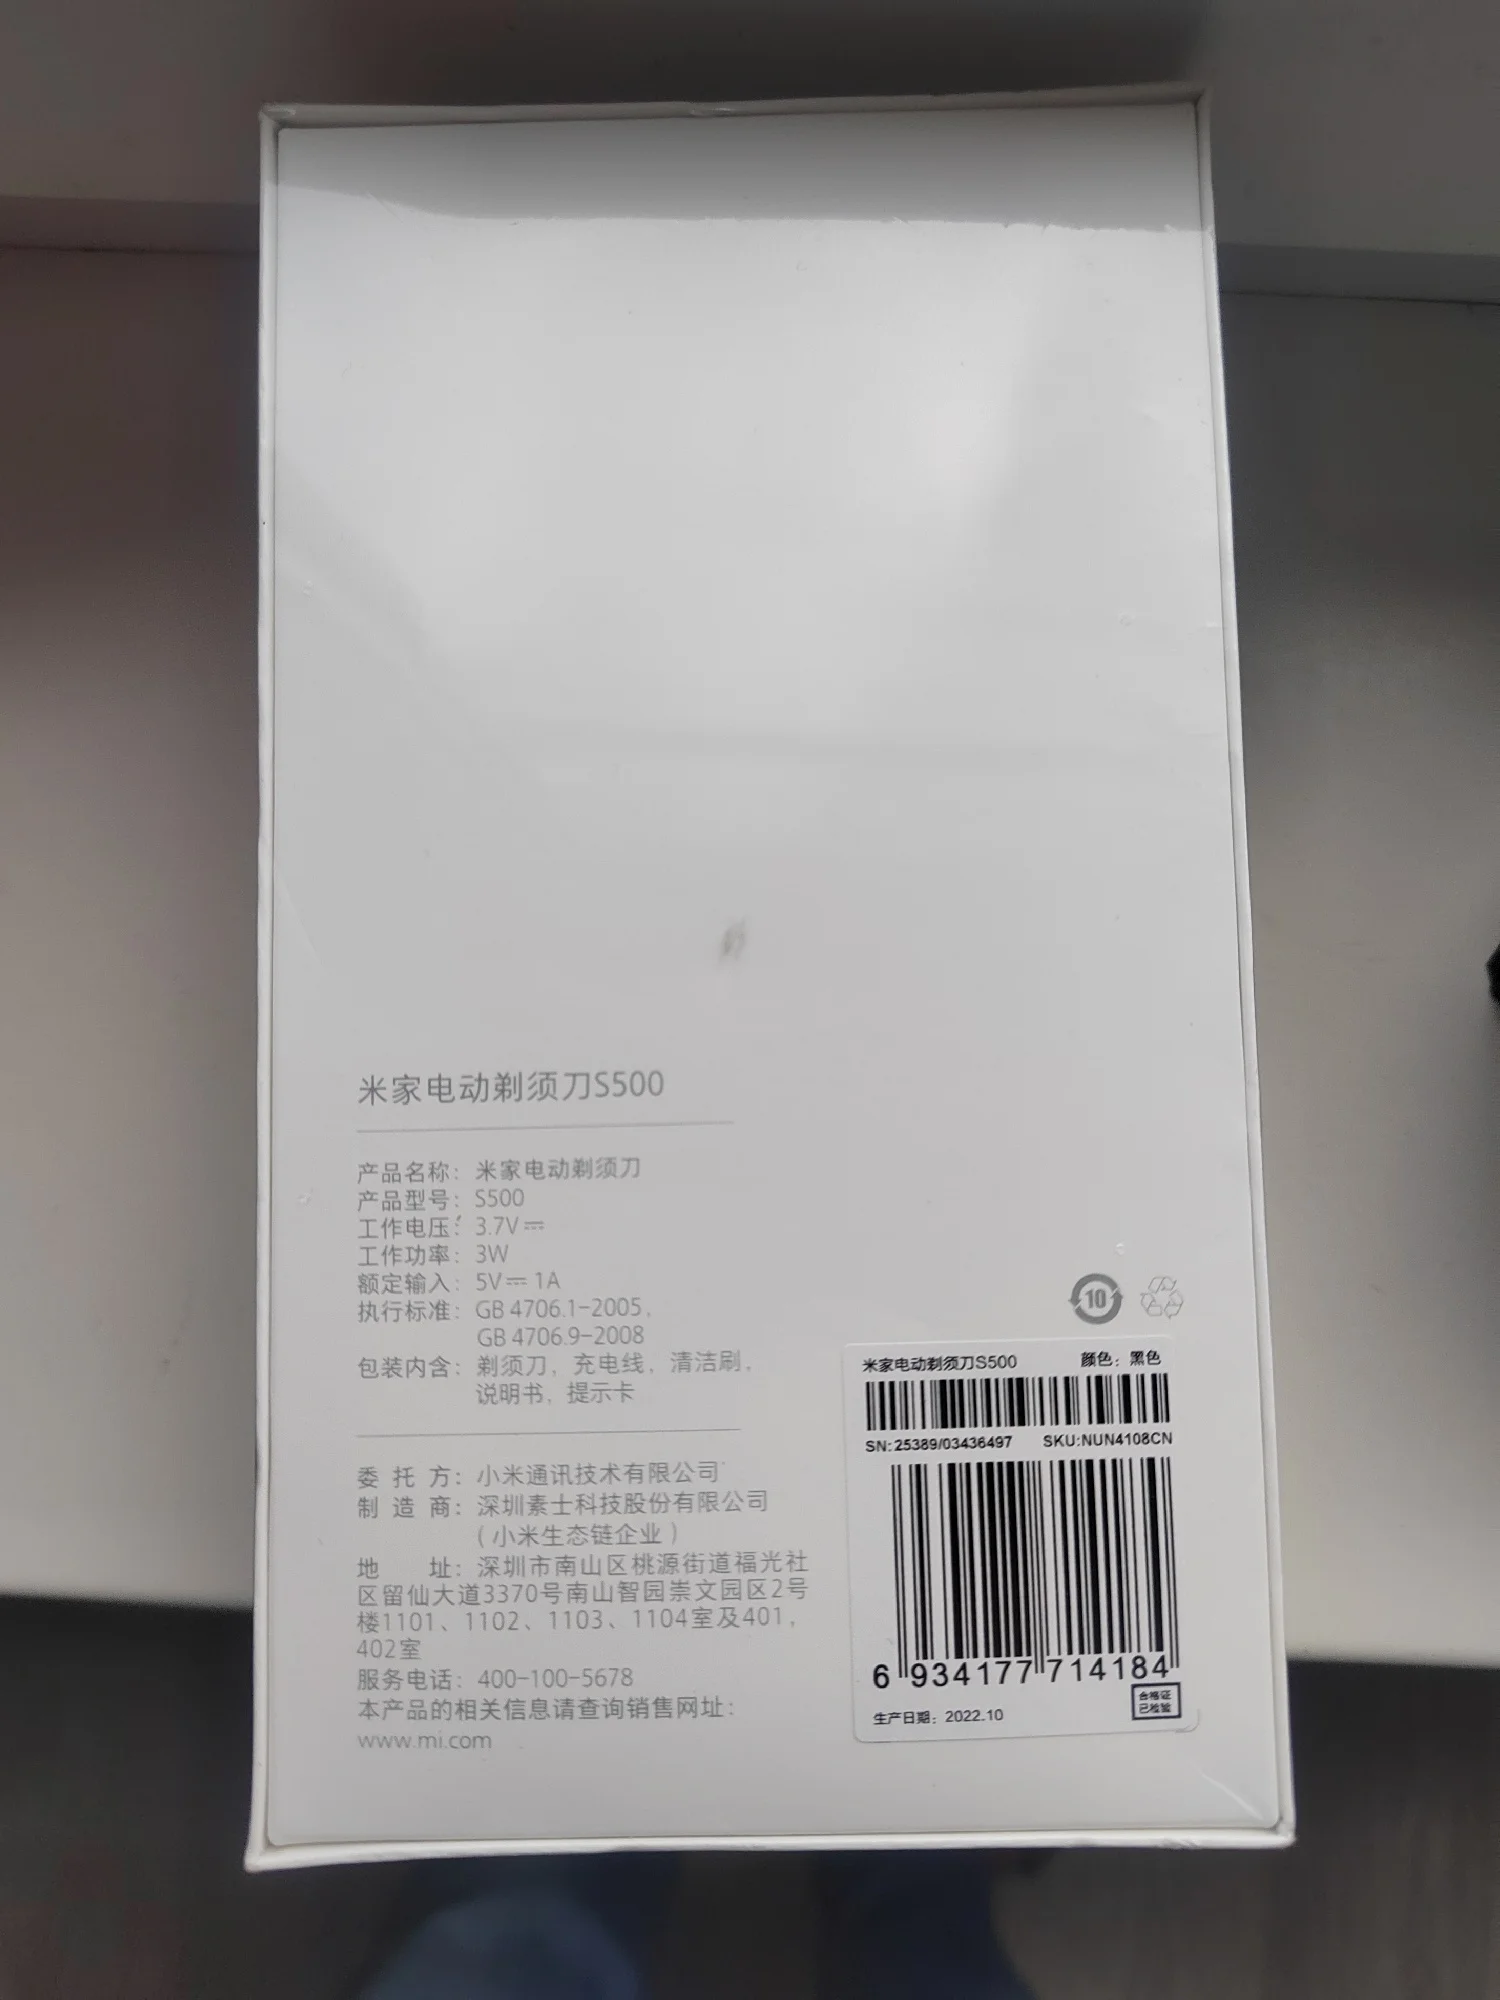 米家电动剃须刀S500
产品名称：米家电动剃须刀
产品型号：S500
工作电压：3.7V⎓
工作功率：3W
额定输入：5V⎓1A
执行标准：GB 4706.1-2005，
GB 4706.9-2008
包装内含：剃须刀，充电线，清洁刷，
说明书，提示卡
委 托 方：小米通讯技术有限公司
制 造 商：深圳素士科技股份有限公司
（小米生态链企业）
地　　址：深圳市南山区桃源街道福光社
区留仙大道3370号南山智园崇文园区2号
楼1101、1102、1103、1104室及401，
402室
服务电话：400-100-5678
本产品的相关信息请查询销售网址：
www.mi.com
10
米家电动剃须刀S500 颜色：黑色
SN:25389/03436497 SKU:NUN4108CN
6 934177 714184
生产日期：2022.10
合格证
已检验